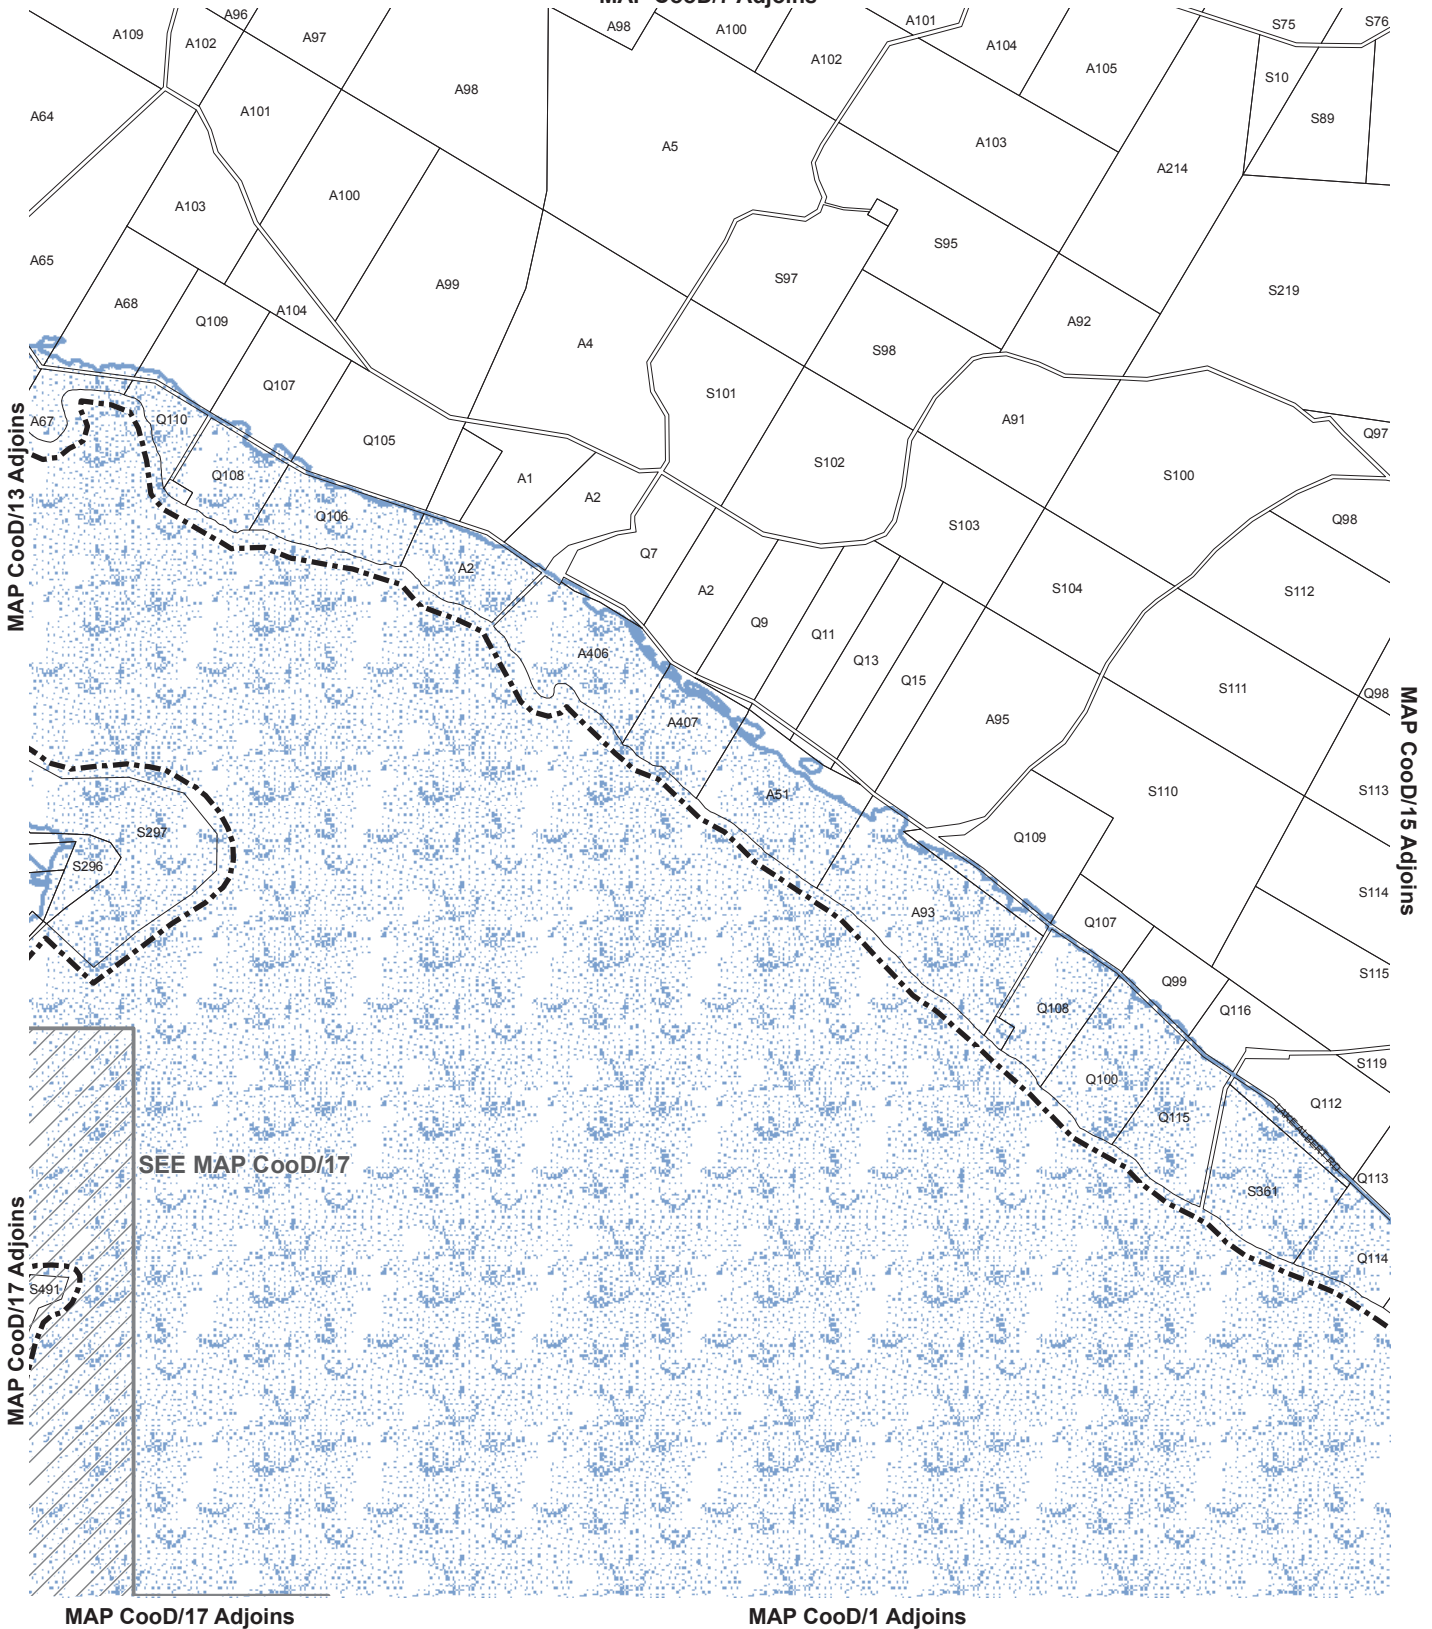 MAP CooD/7 Adjoins
A109
A102
A96
A97
A98
A98
A100
A102
A101
A104
A105
S75
S76
S10
S89
A64
A101
A5
A103
A214
A103
A100
S95
A65
A99
S97
S219
A68
Q109
A104
A4
S98
A92
Q107
S101
A91
Q97
A67
Q110
Q105
S102
S100
Q108
A1
A2
S103
Q98
Q106
Q7
A2
A2
S104
S112
Q9
Q11
Q13
Q15
A406
S111
Q98
A407
A95
A51
S110
S113
S297
S296
Q109
S114
A93
Q107
S115
Q99
Q108
Q116
Q100
S119
Q115
Q112
LAKE ALBERT RD
Q113
S361
Q114
S491
SEE MAP CooD/17
MAP CooD/13 Adjoins
MAP CooD/15 Adjoins
MAP CooD/17 Adjoins
MAP CooD/17 Adjoins
MAP CooD/1 Adjoins